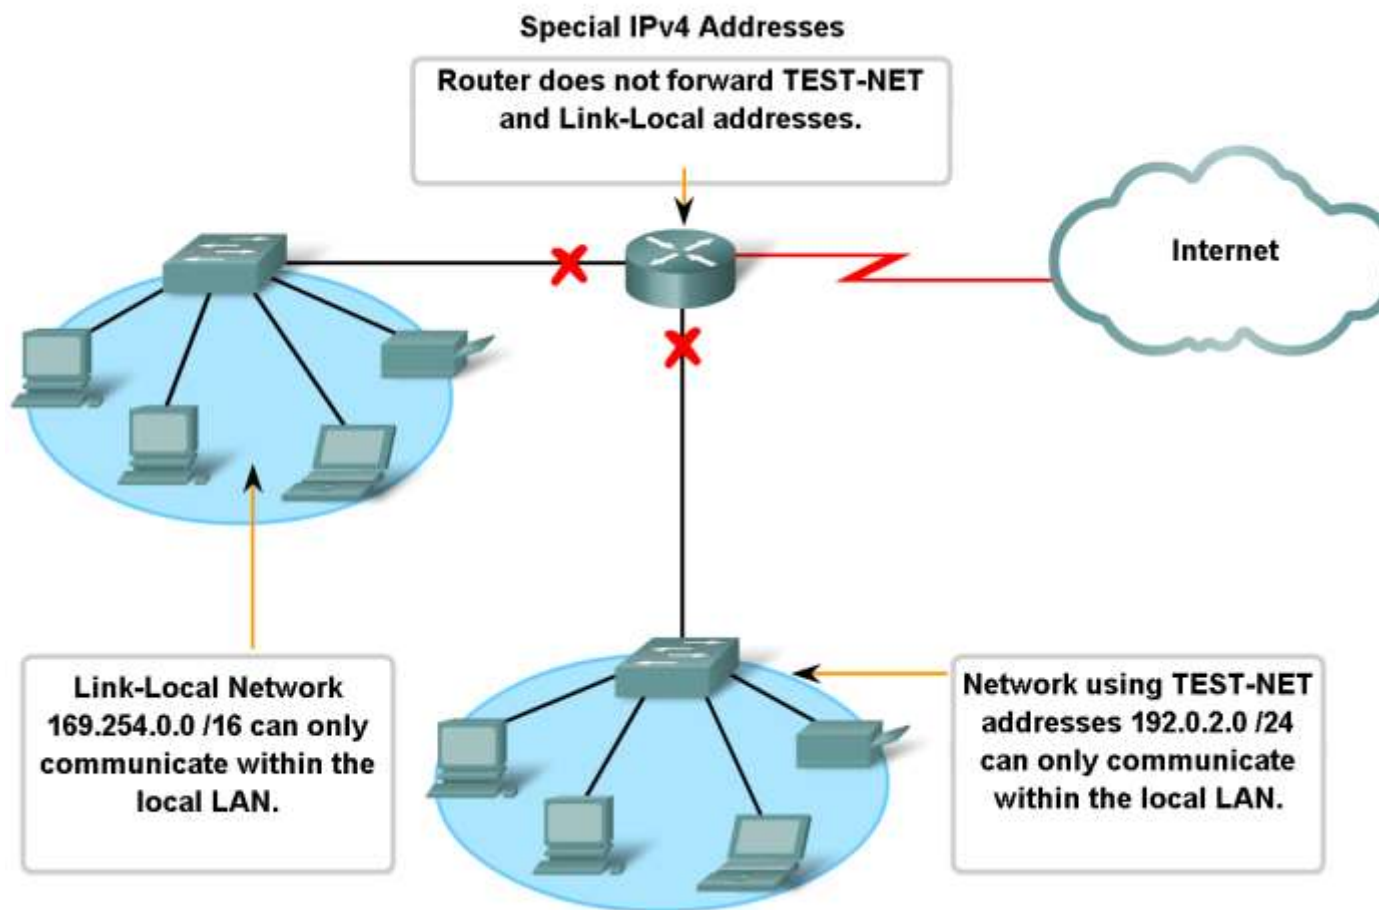 Special IPv4 Addresses
Router does not forward TEST-NET
and Link-Local addresses.
Internet
Link-Local Network
169.254.0.0 /16 can only
communicate within the
local LAN.
Network using TEST-NET
addresses 192.0.2.0 /24
can only communicate
within the local LAN.